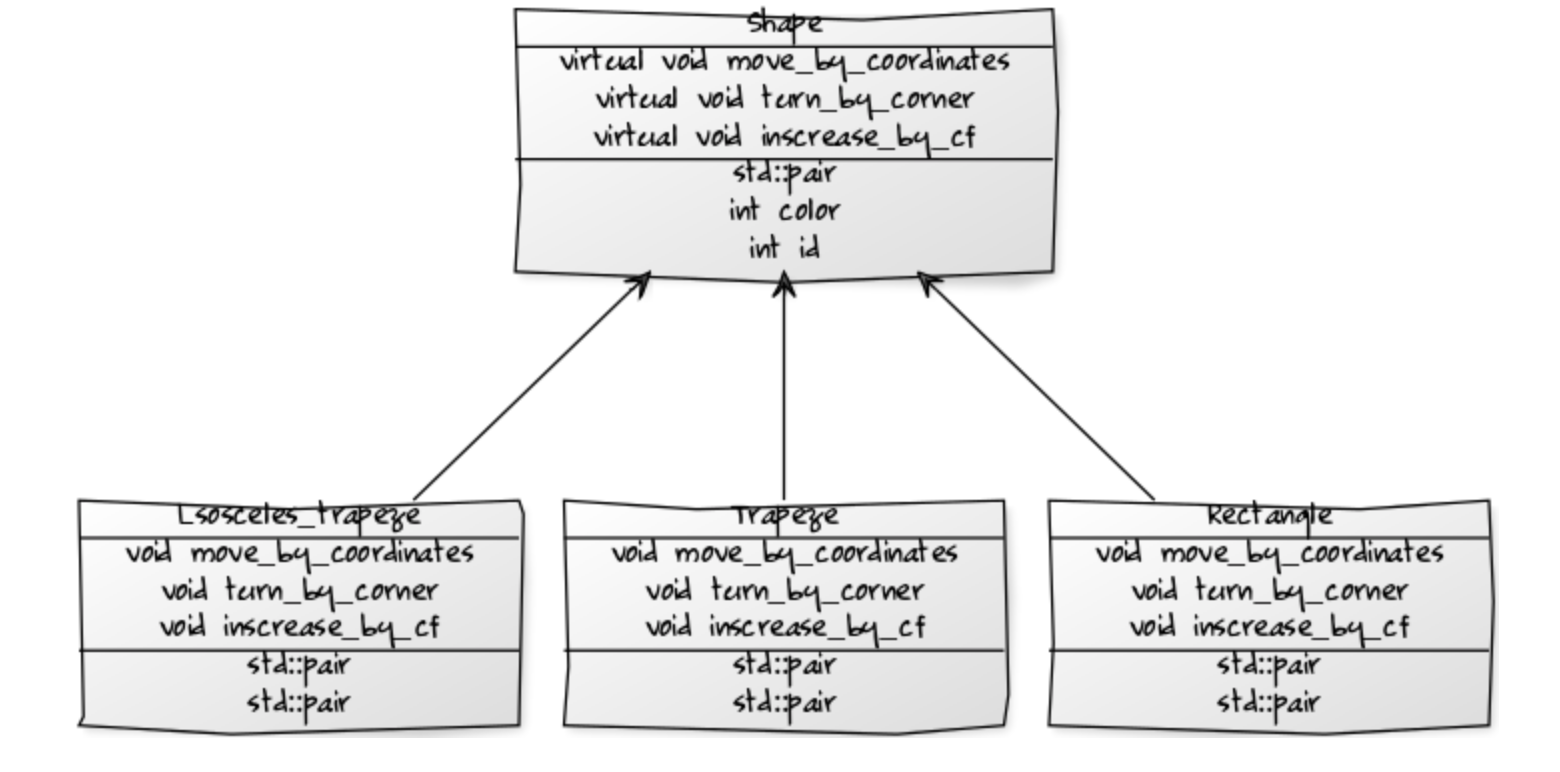 Shape
virtual void move_by_coordinates
virtual void turn_by_corner
virtual void inscrease_by_cf
std::pair
int color
int id
Lsosceles_trapeze
void move_by_coordinates
void turn_by_corner
void inscrease_by_cf
std::pair
std::pair
Trapeze
void move_by_coordinates
void turn_by_corner
void inscrease_by_cf
std::pair
std::pair
Rectangle
void move_by_coordinates
void turn_by_corner
void inscrease_by_cf
std::pair
std::pair